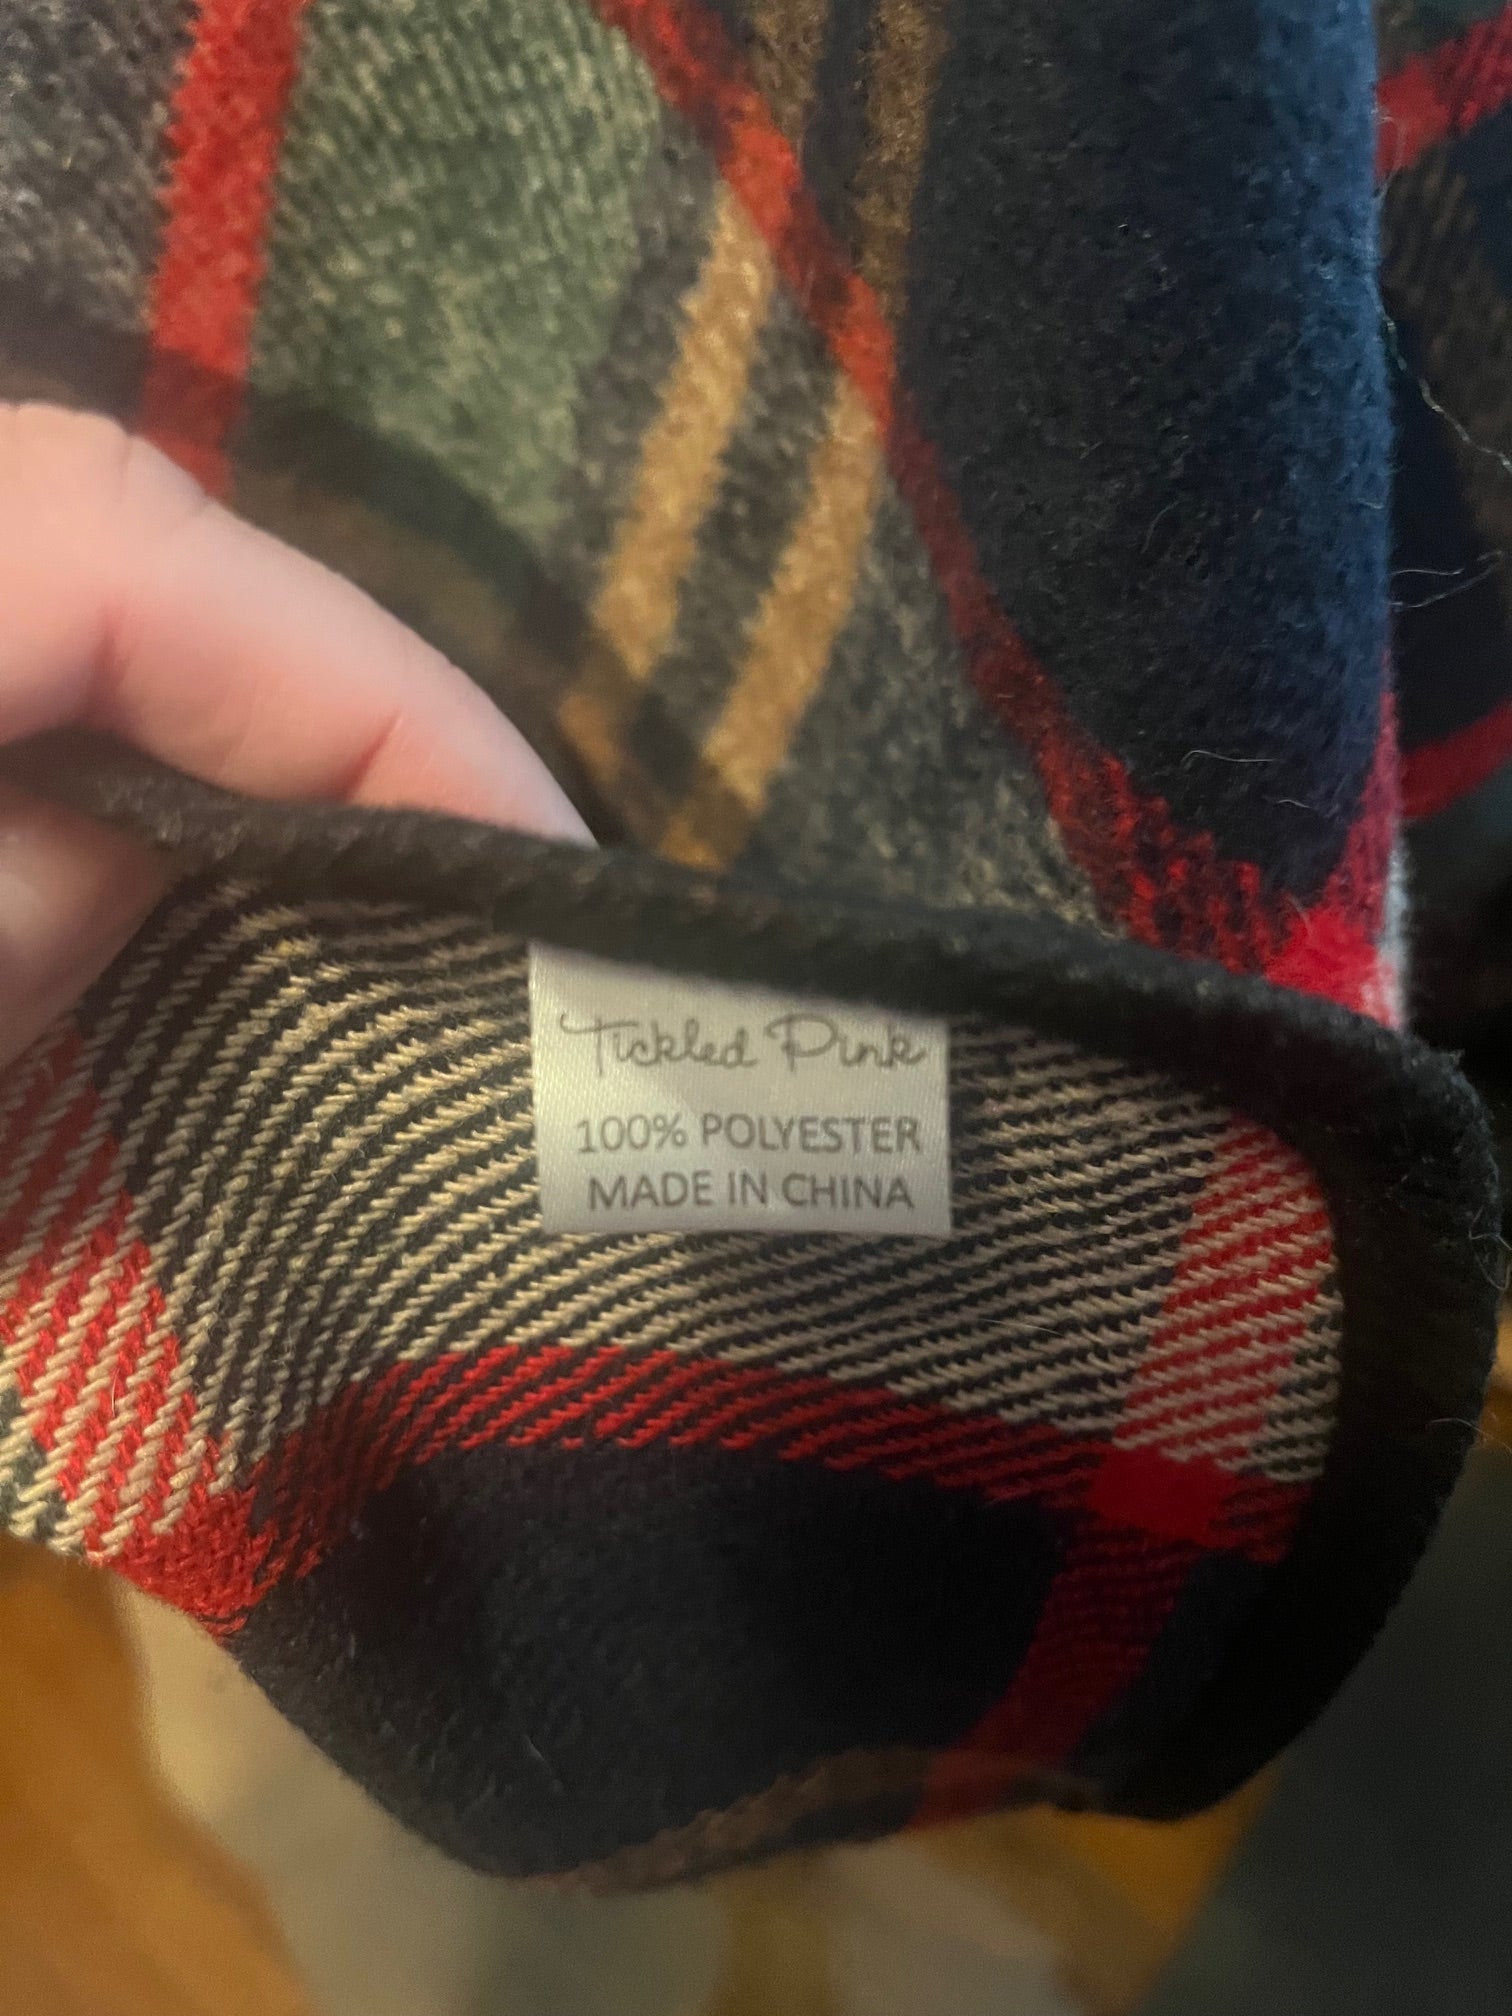 Tickled Pink
100% POLYESTER
MADE IN CHINA